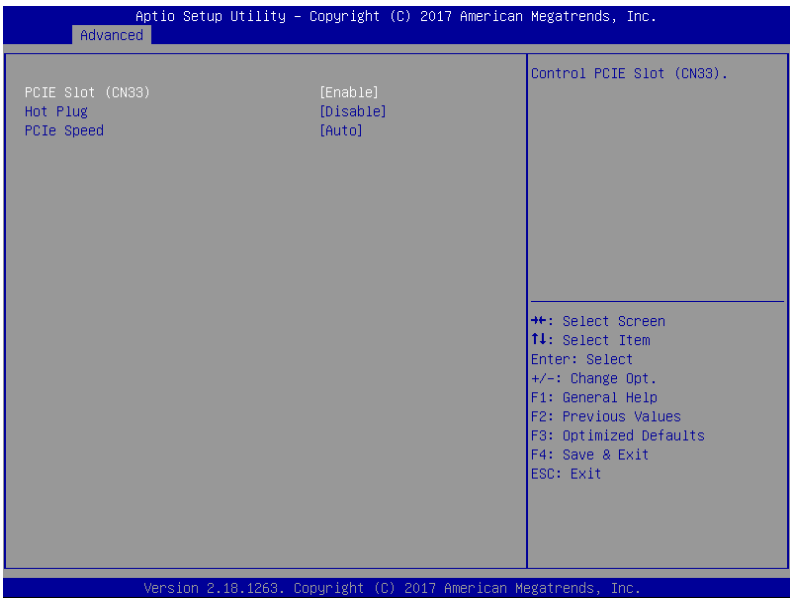 Aptio Setup Utility – Copyright (C) 2017 American Megatrends, Inc.
Advanced
PCIE Slot (CN33) [Enable]
Hot Plug [Disable]
PCIe Speed [Auto]
Control PCIE Slot (CN33).
→←: Select Screen
↑↓: Select Item
Enter: Select
+/-: Change Opt.
F1: General Help
F2: Previous Values
F3: Optimized Defaults
F4: Save & Exit
ESC: Exit
Version 2.18.1263. Copyright (C) 2017 American Megatrends, Inc.